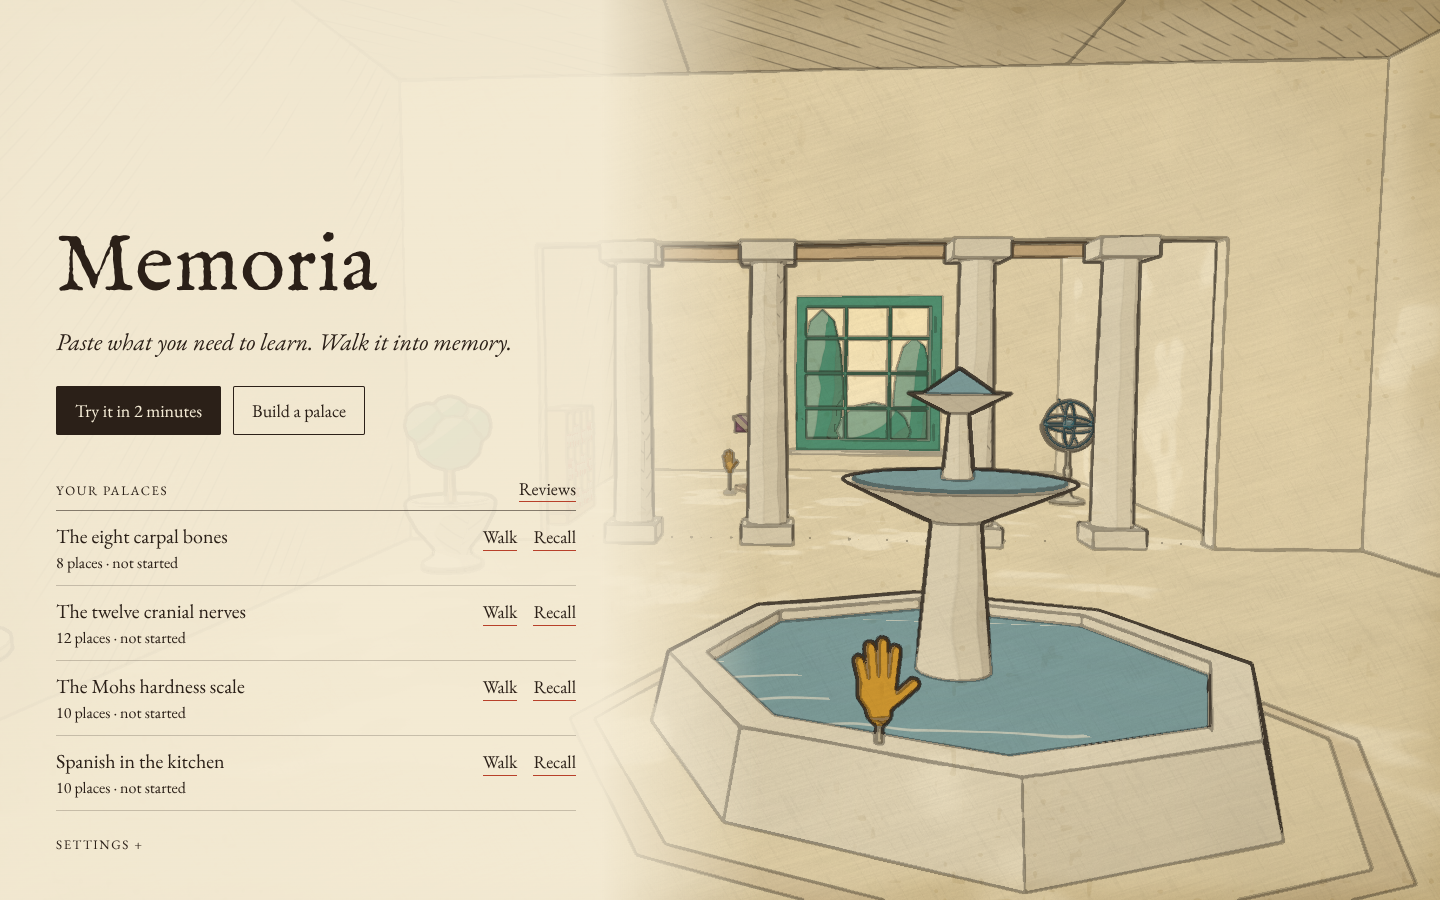 Memoria
Paste what you need to learn. Walk it into memory.
Try it in 2 minutes
Build a palace
YOUR PALACES
Reviews
The eight carpal bones
Walk
Recall
8 places · not started
The twelve cranial nerves
Walk
Recall
12 places · not started
The Mohs hardness scale
Walk
Recall
10 places · not started
Spanish in the kitchen
Walk
Recall
10 places · not started
SETTINGS +